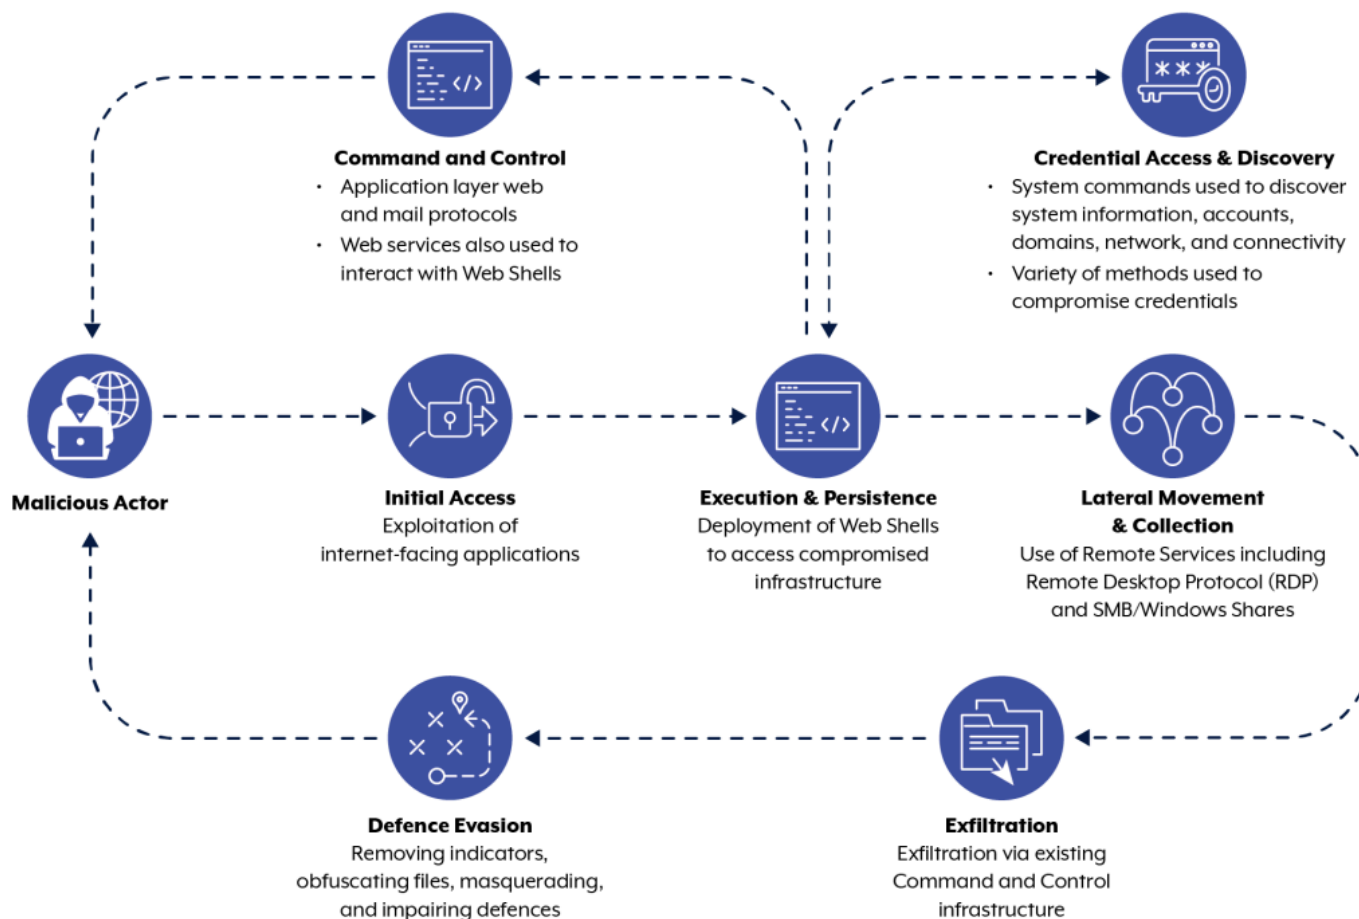 Command and Control
• Application layer web
and mail protocols
• Web services also used to
interact with Web Shells
Credential Access & Discovery
• System commands used to discover
system information, accounts,
domains, network, and connectivity
• Variety of methods used to
compromise credentials
Malicious Actor
Initial Access
Exploitation of
internet-facing applications
Execution & Persistence
Deployment of Web Shells
to access compromised
infrastructure
Lateral Movement
& Collection
Use of Remote Services including
Remote Desktop Protocol (RDP)
and SMB/Windows Shares
Defence Evasion
Removing indicators,
obfuscating files, masquerading,
and impairing defences
Exfiltration
Exfiltration via existing
Command and Control
infrastructure